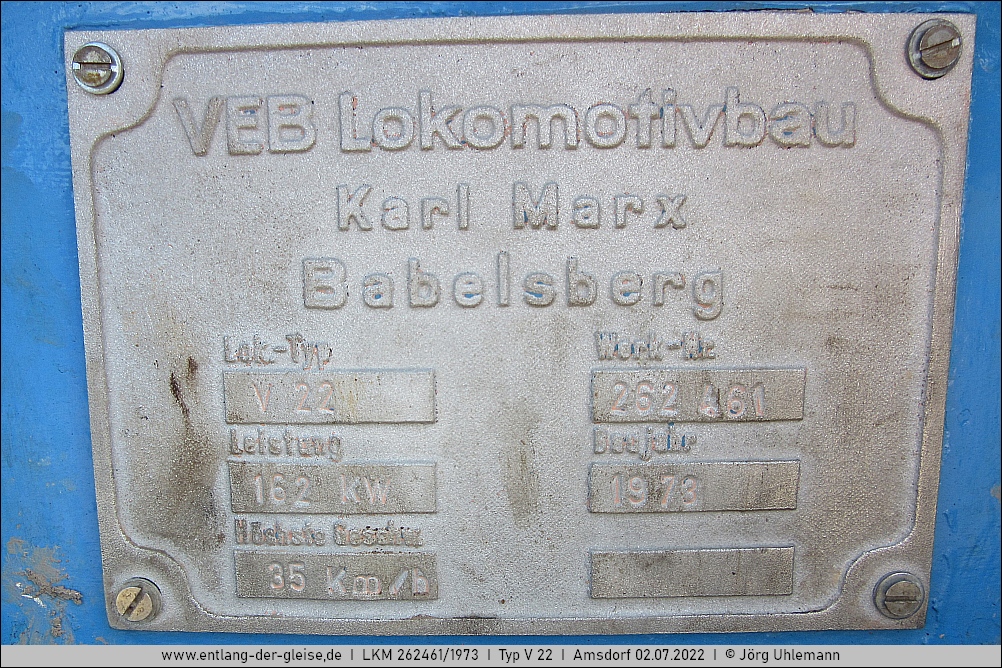 VEB Lokomotivbau
Karl Marx
Babelsberg
Lok.-Typ
V 22
Werk-Nr.
262 461
Leistung
162 KW
Baujahr
1973
Höchste Geschw.
35 Km/h
www.entlang-der-gleise.de | LKM 262461/1973 | Typ V 22 | Amsdorf 02.07.2022 | © Jörg Uhlemann